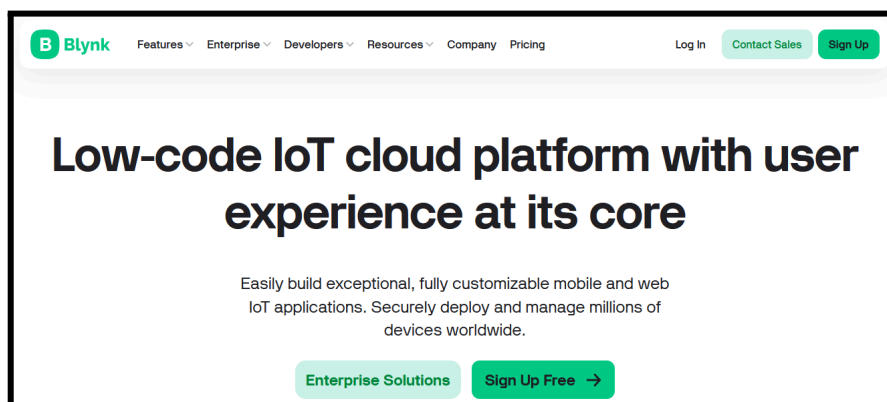 B Blynk Features Enterprise Developers Resources Company Pricing Log In Contact Sales Sign Up
Low-code IoT cloud platform with user
experience at its core
Easily build exceptional, fully customizable mobile and web
IoT applications. Securely deploy and manage millions of
devices worldwide.
Enterprise Solutions Sign Up Free →